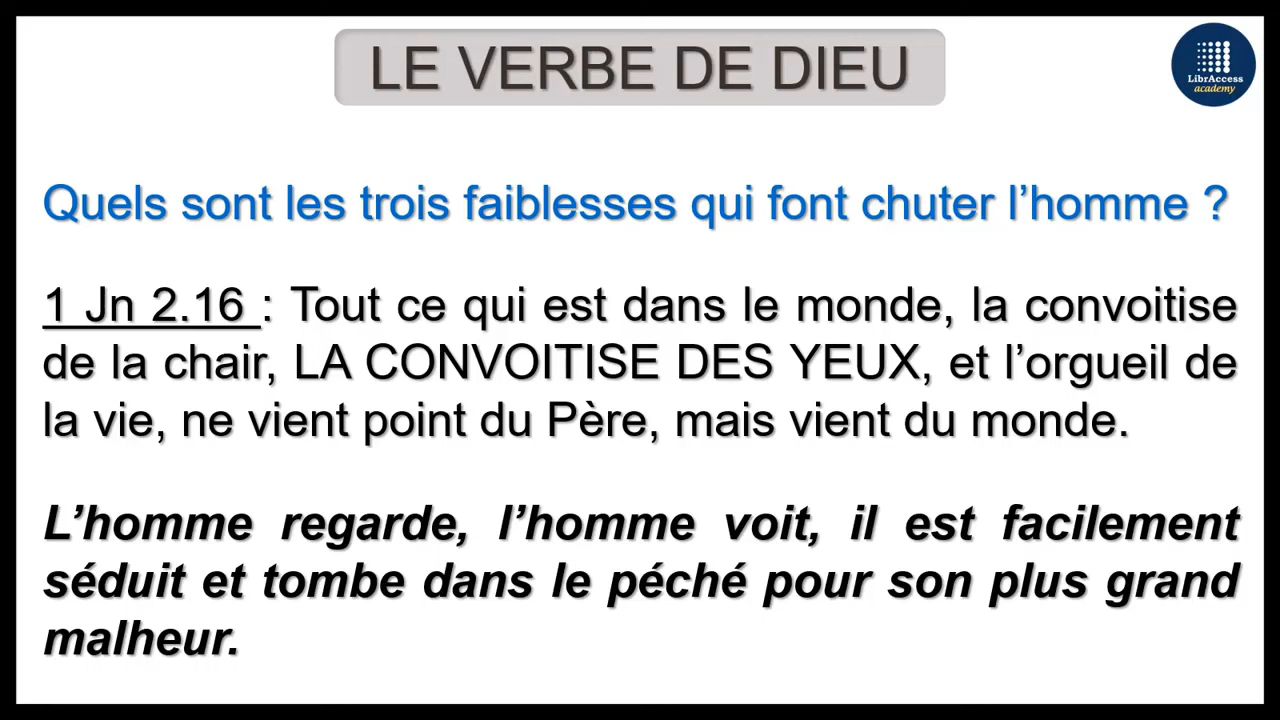 LE VERBE DE DIEU
LibrAccess
academy
Quels sont les trois faiblesses qui font chuter l’homme ?
1 Jn 2.16 : Tout ce qui est dans le monde, la convoitise
de la chair, LA CONVOITISE DES YEUX, et l’orgueil de
la vie, ne vient point du Père, mais vient du monde.
L’homme regarde, l’homme voit, il est facilement
séduit et tombe dans le péché pour son plus grand
malheur.